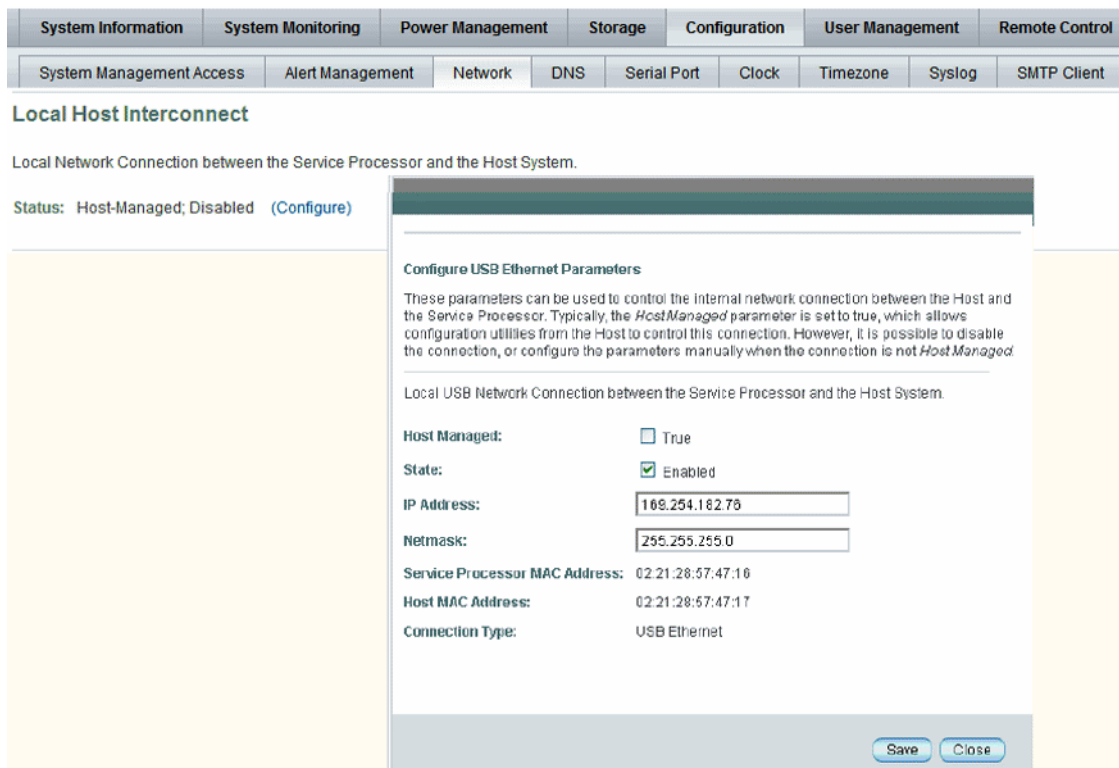 System Information System Monitoring Power Management Storage Configuration User Management Remote Control
System Management Access Alert Management Network DNS Serial Port Clock Timezone Syslog SMTP Client
Local Host Interconnect
Local Network Connection between the Service Processor and the Host System.
Status: Host-Managed; Disabled (Configure)
Configure USB Ethernet Parameters
These parameters can be used to control the internal network connection between the Host and
the Service Processor. Typically, the HostManaged parameter is set to true, which allows
configuration utilities from the Host to control this connection. However, it is possible to disable
the connection, or configure the parameters manually when the connection is not Host Managed.
Local USB Network Connection between the Service Processor and the Host System.
Host Managed: True
State: Enabled
IP Address: 169.254.182.76
Netmask: 255.255.255.0
Service Processor MAC Address: 02:21:28:57:47:16
Host MAC Address: 02:21:28:57:47:17
Connection Type: USB Ethernet
Save Close